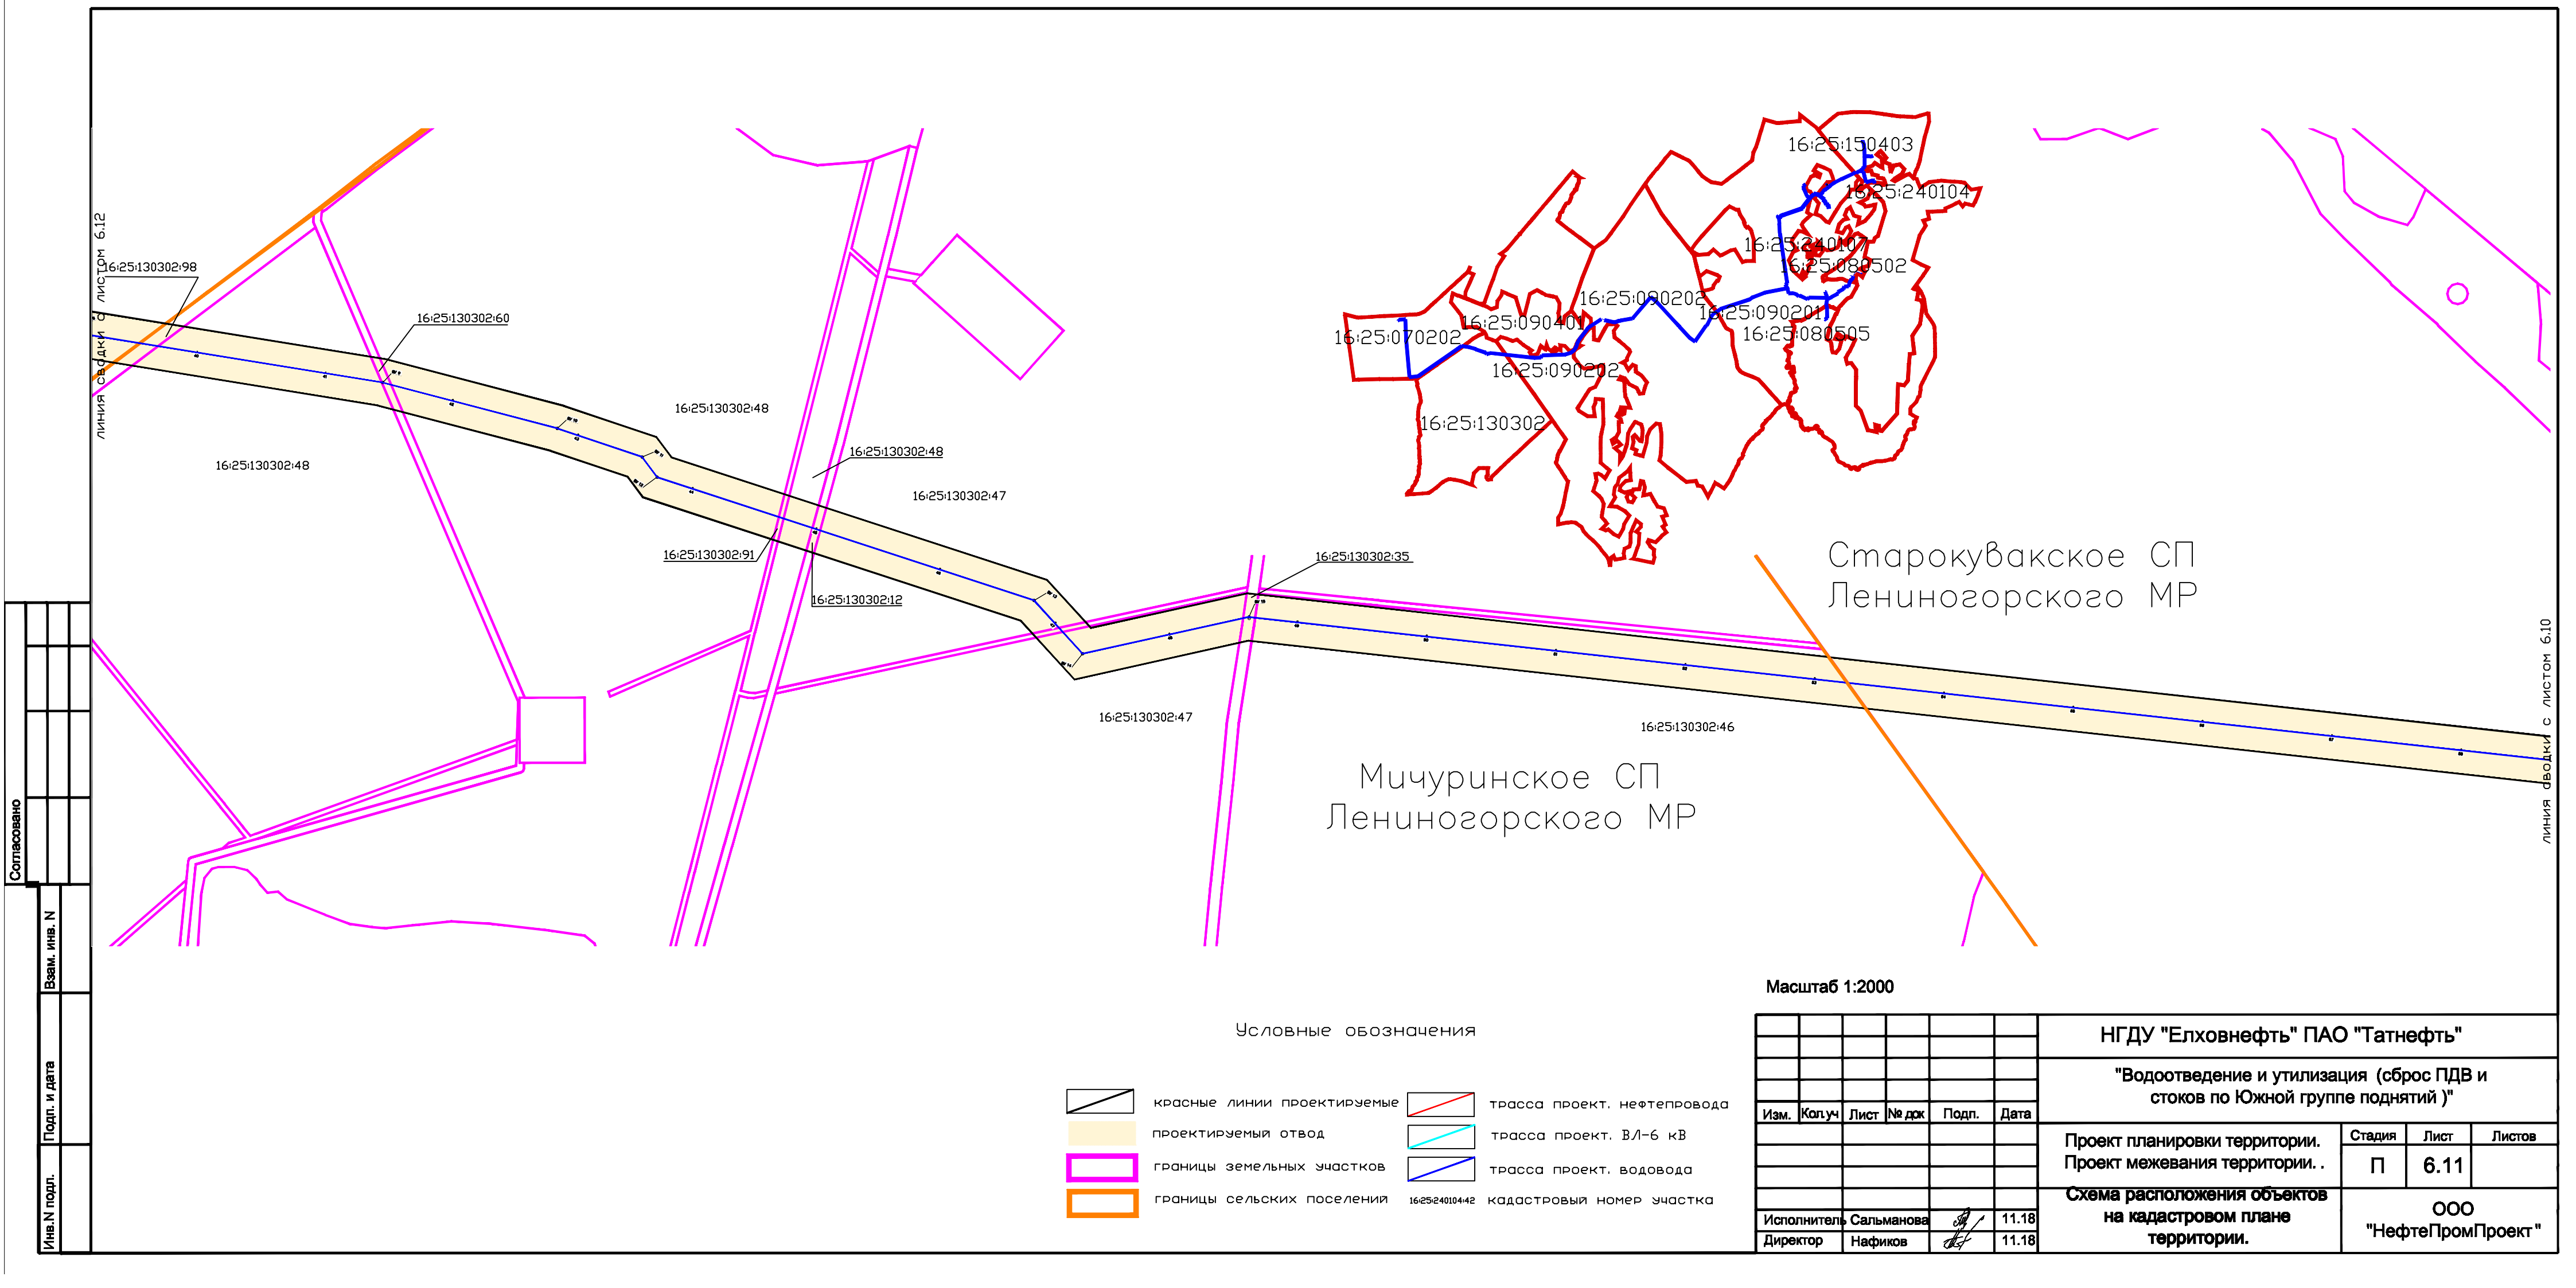 линия сводки с листом 6.12
16:25:130302:98
16:25:130302:60
16:25:130302:48
16:25:130302:48
16:25:130302:48
16:25:130302:47
16:25:130302:91
16:25:130302:12
16:25:130302:35
16:25:130302:47
16:25:130302:46
16:25:150403
16:25:240104
16:25:240107
16:25:080502
16:25:090202
16:25:090201
16:25:080505
16:25:090401
16:25:070202
16:25:090202
16:25:130302
Старокувакское СП
Лениногорского МР
Мичуринское СП
Лениногорского МР
линия сводки с листом 6.10
Согласовано
Взам. инв. N
Подп. и дата
Инв.N подл.
Масштаб 1:2000
Условные обозначения
красные линии проектируемые
проектируемый отвод
границы земельных участков
границы сельских поселений
трасса проект. нефтепровода
трасса проект. ВЛ-6 кВ
трасса проект. водовода
16:25:240104:42 кадастровый номер участка
НГДУ "Елховнефть" ПАО "Татнефть"
"Водоотведение и утилизация (сброс ПДВ и
стоков по Южной группе поднятий )"
Изм. Кол.уч Лист № док Подп. Дата
Проект планировки территории.
Проект межевания территории. .
Стадия Лист Листов
П 6.11
Схема расположения объектов
на кадастровом плане
территории.
ООО
"НефтеПромПроект"
Исполнитель Сальманова 11.18
Директор Нафиков 11.18